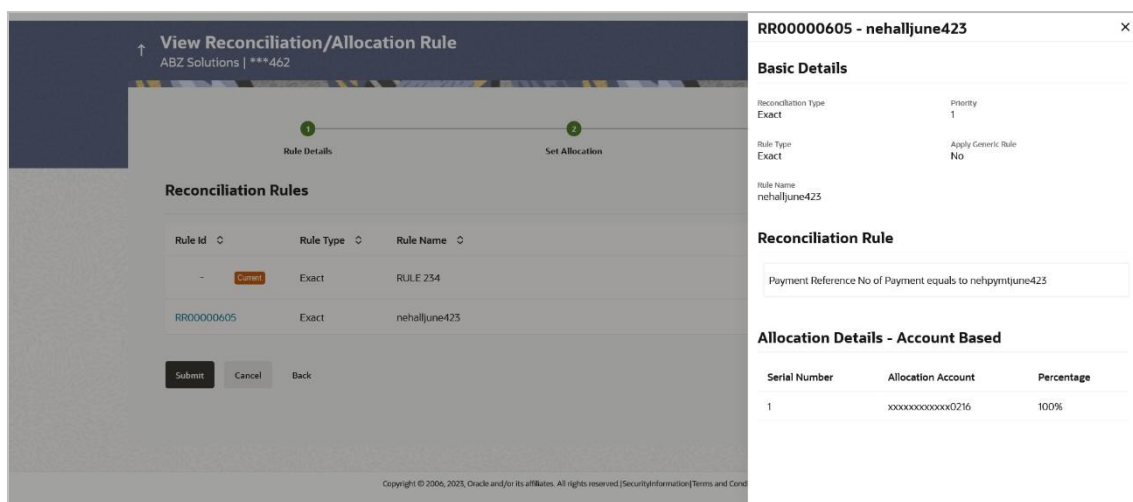 View Reconciliation/Allocation Rule
ABZ Solutions | ***462
1
2
Rule Details
Set Allocation
Reconciliation Rules
Rule Id
Rule Type
Rule Name
-
Current
Exact
RULE 234
RR00000605
Exact
nehalljune423
Submit
Cancel
Back
Copyright © 2006, 2023, Oracle and/or its affiliates. All rights reserved.|SecurityInformation|Terms and Cond
RR00000605 - nehalljune423
Basic Details
Reconciliation Type
Priority
Exact
1
Rule Type
Apply Generic Rule
Exact
No
Rule Name
nehalljune423
Reconciliation Rule
Payment Reference No of Payment equals to nehpymtjune423
Allocation Details - Account Based
Serial Number
Allocation Account
Percentage
1
xxxxxxxxxxxx0216
100%